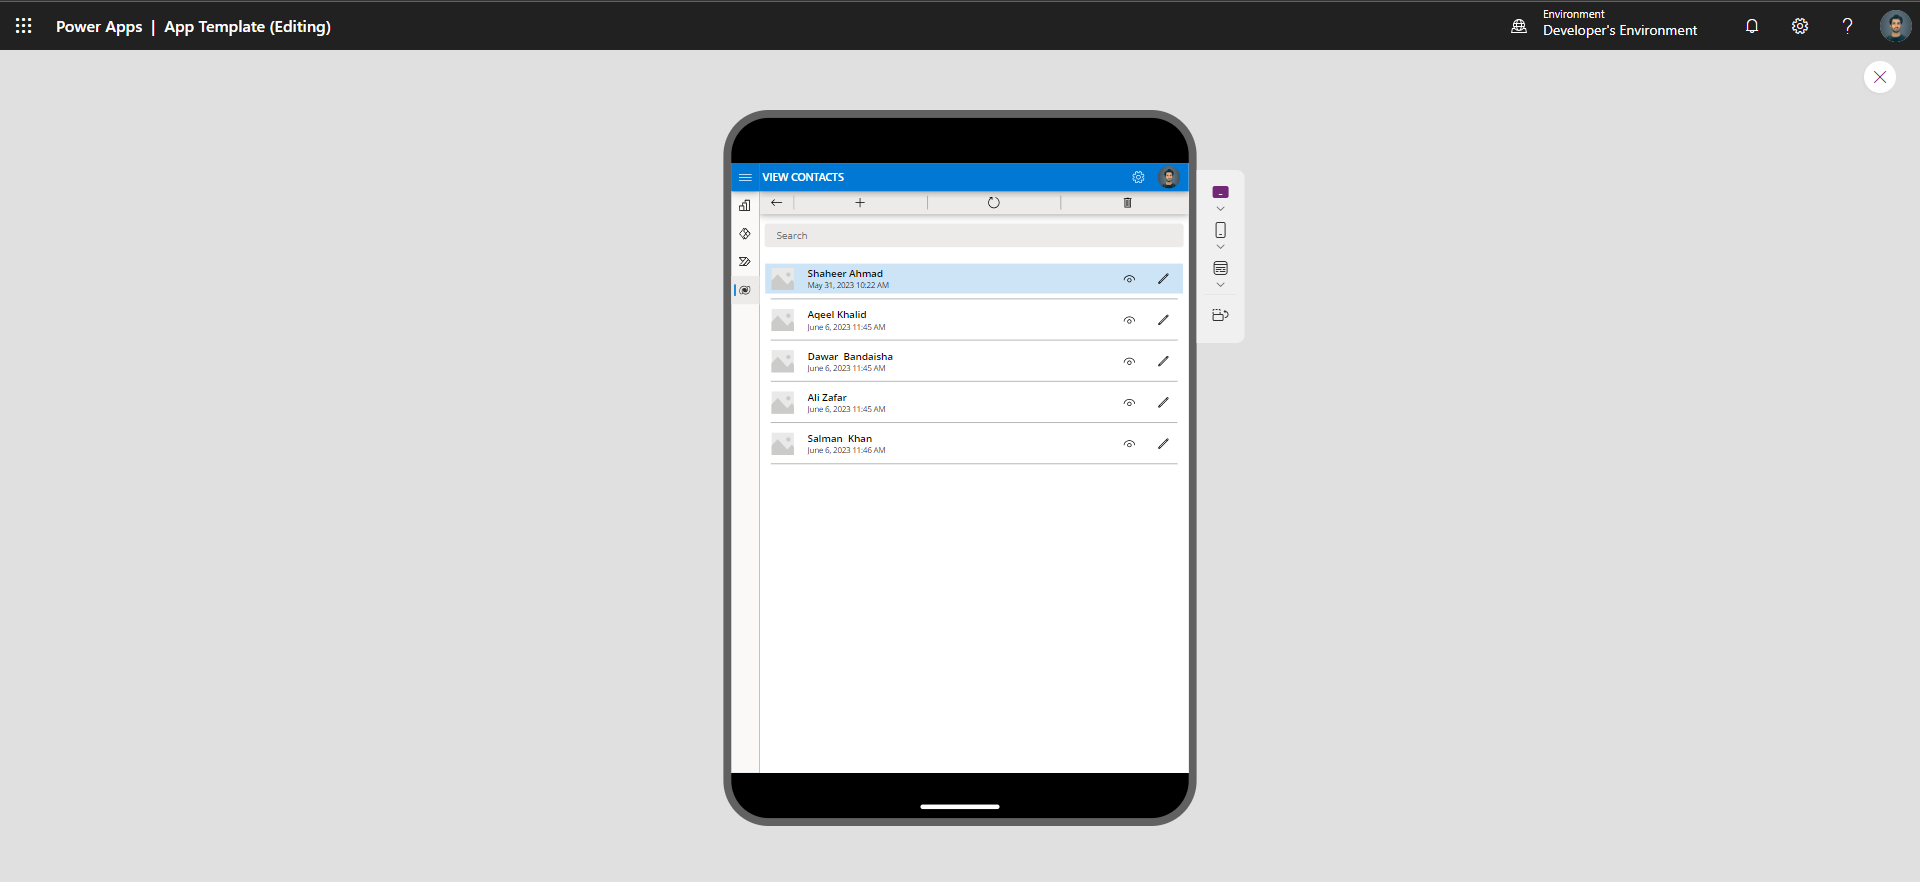 Power Apps | App Template (Editing)
Environment
Developer's Environment
VIEW CONTACTS
Search
Shaheer Ahmad
May 31, 2023 10:22 AM
Aqeel Khalid
June 6, 2023 11:45 AM
Dawar  Bandaisha
June 6, 2023 11:45 AM
Ali Zafar
June 6, 2023 11:45 AM
Salman  Khan
June 6, 2023 11:46 AM